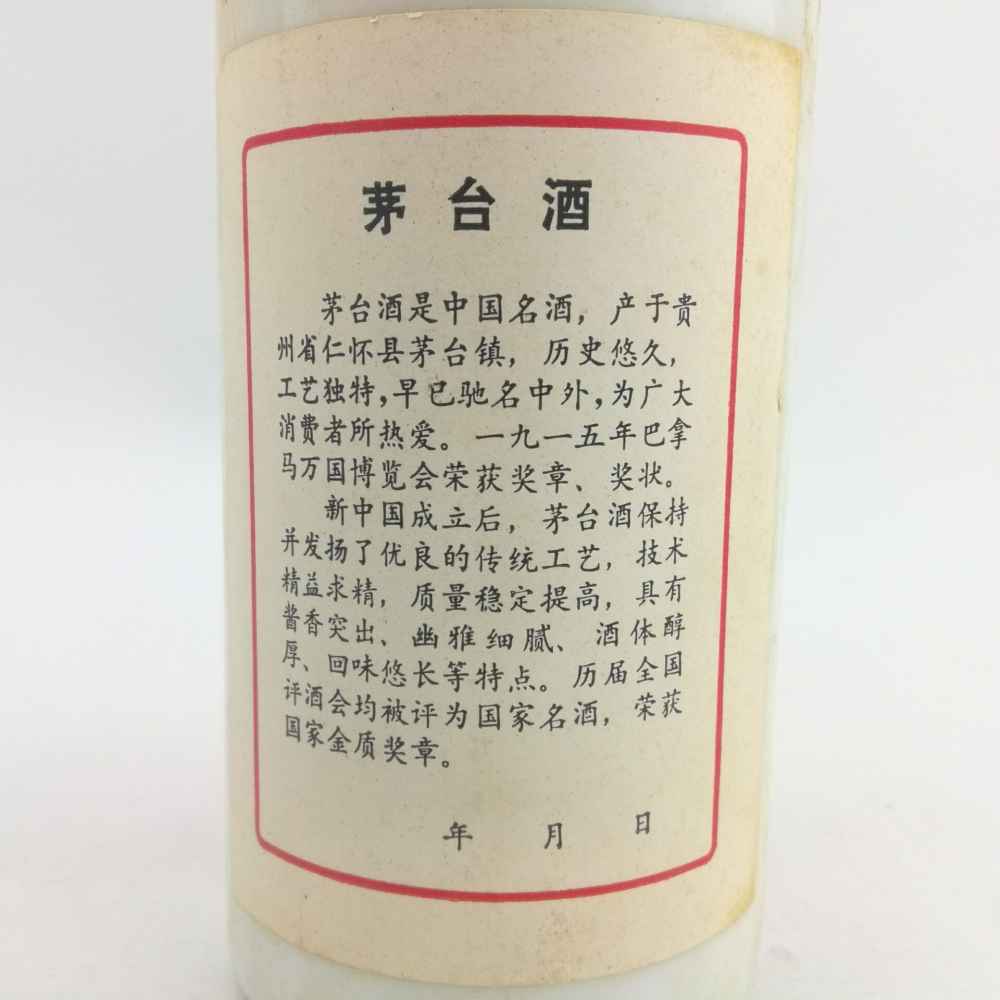 茅台酒
茅台酒是中国名酒，产于贵
州省仁怀县茅台镇，历史悠久，
工艺独特，早已驰名中外，为广大
消费者所热爱。一九一五年巴拿
马万国博览会荣获奖章、奖状。
新中国成立后，茅台酒保持
并发扬了优良的传统工艺，技术
精益求精，质量稳定提高，具有
酱香突出、幽雅细腻、酒体醇
厚、回味悠长等特点。历届全国
评酒会均被评为国家名酒，荣获
国家金质奖章。
年 月 日